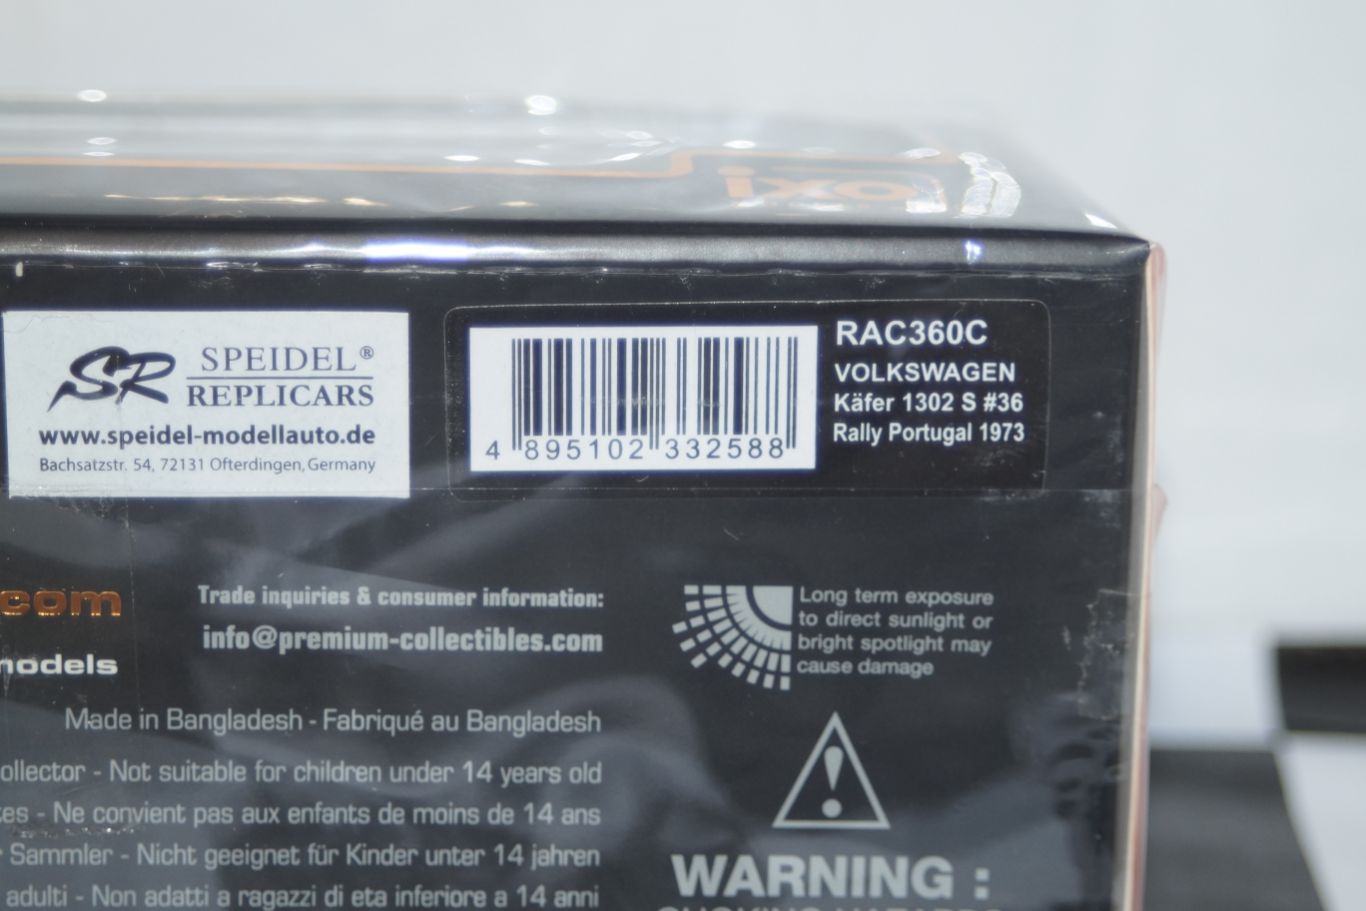 ixo
SR SPEIDEL®
REPLICARS
www.speidel-modellauto.de
Bachsatzstr. 54, 72131 Ofterdingen, Germany
4 895102 332588
RAC360C
VOLKSWAGEN
Käfer 1302 S #36
Rally Portugal 1973
com
models
Trade inquiries & consumer information:
info@premium-collectibles.com
Long term exposure
to direct sunlight or
bright spotlight may
cause damage
Made in Bangladesh - Fabriqué au Bangladesh
ollector - Not suitable for children under 14 years old
tes - Ne convient pas aux enfants de moins de 14 ans
r Sammler - Nicht geeignet für Kinder unter 14 jahren
adulti - Non adatti a ragazzi di eta inferiore a 14 anni
!
WARNING :